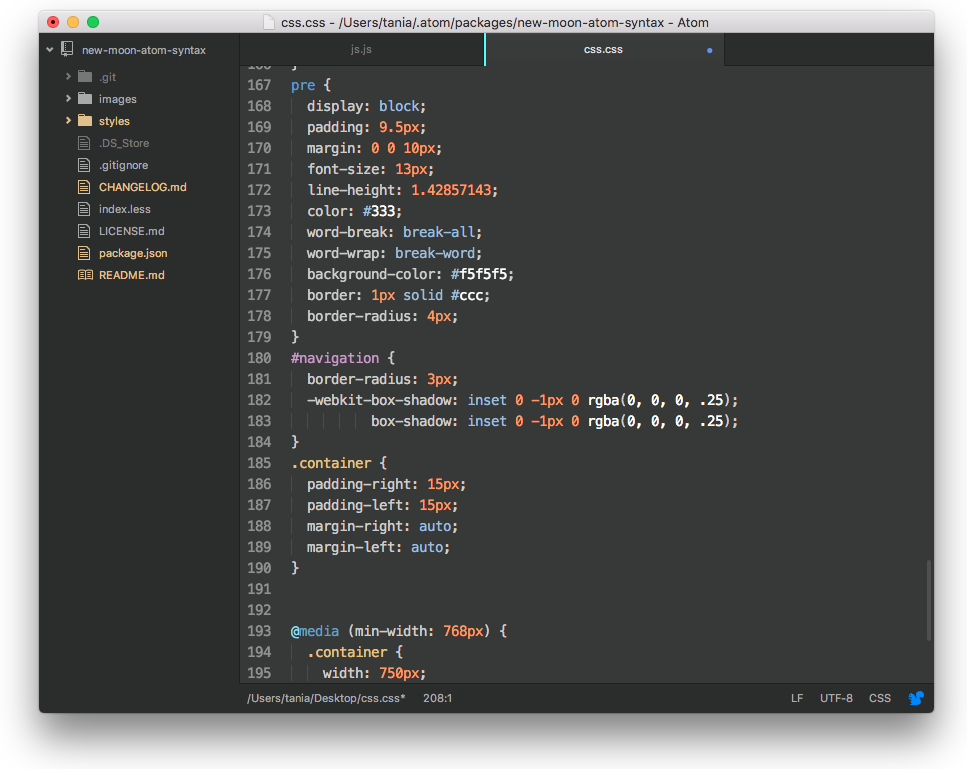 css.css - /Users/tania/.atom/packages/new-moon-atom-syntax - Atom
new-moon-atom-syntax
.git
images
styles
.DS_Store
.gitignore
CHANGELOG.md
index.less
LICENSE.md
package.json
README.md
js.js
css.css
166 }
167 pre {
168   display: block;
169   padding: 9.5px;
170   margin: 0 0 10px;
171   font-size: 13px;
172   line-height: 1.42857143;
173   color: #333;
174   word-break: break-all;
175   word-wrap: break-word;
176   background-color: #f5f5f5;
177   border: 1px solid #ccc;
178   border-radius: 4px;
179 }
180 #navigation {
181   border-radius: 3px;
182   -webkit-box-shadow: inset 0 -1px 0 rgba(0, 0, 0, .25);
183           box-shadow: inset 0 -1px 0 rgba(0, 0, 0, .25);
184 }
185 .container {
186   padding-right: 15px;
187   padding-left: 15px;
188   margin-right: auto;
189   margin-left: auto;
190 }
191
192
193 @media (min-width: 768px) {
194   .container {
195     width: 750px;
/Users/tania/Desktop/css.css* 208:1 LF UTF-8 CSS